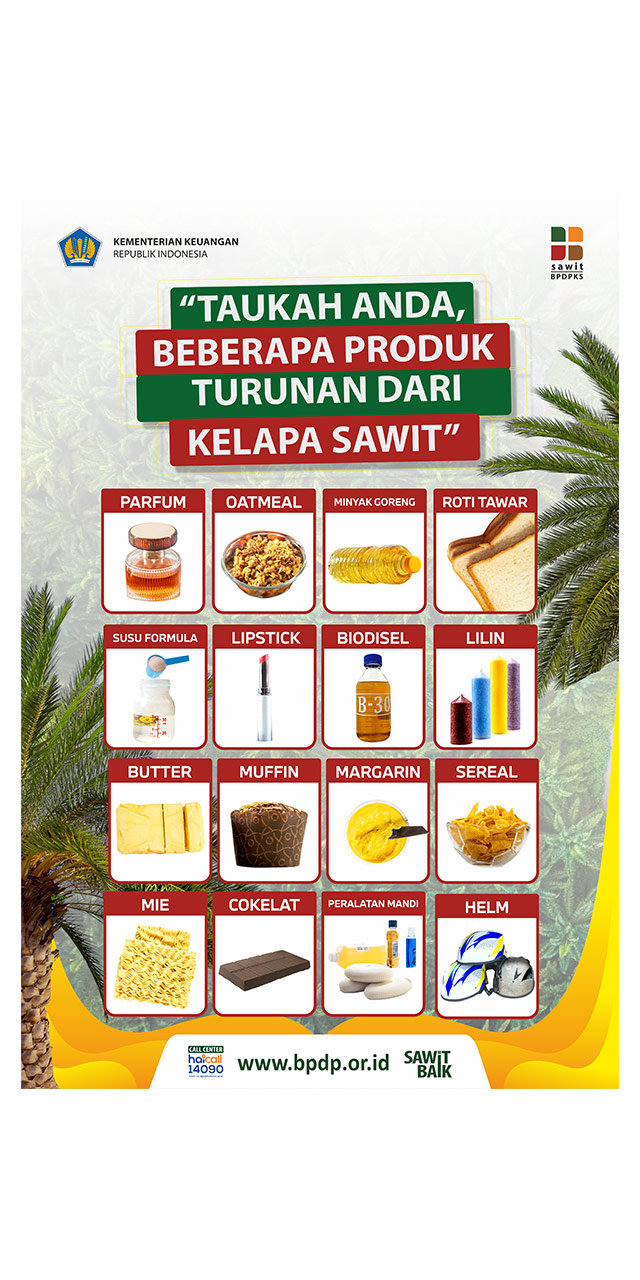 KEMENTERIAN KEUANGAN
REPUBLIK INDONESIA
sawit
BPDPKS
“TAUKAH ANDA,
BEBERAPA PRODUK
TURUNAN DARI
KELAPA SAWIT”
PARFUM
OATMEAL
MINYAK GORENG
ROTI TAWAR
SUSU FORMULA
LIPSTICK
BIODISEL
LILIN
B-30
BUTTER
MUFFIN
MARGARIN
SEREAL
MIE
COKELAT
PERALATAN MANDI
HELM
CALL CENTER
haicall
14090
www.bpdp.or.id
SAWiT
BAIK